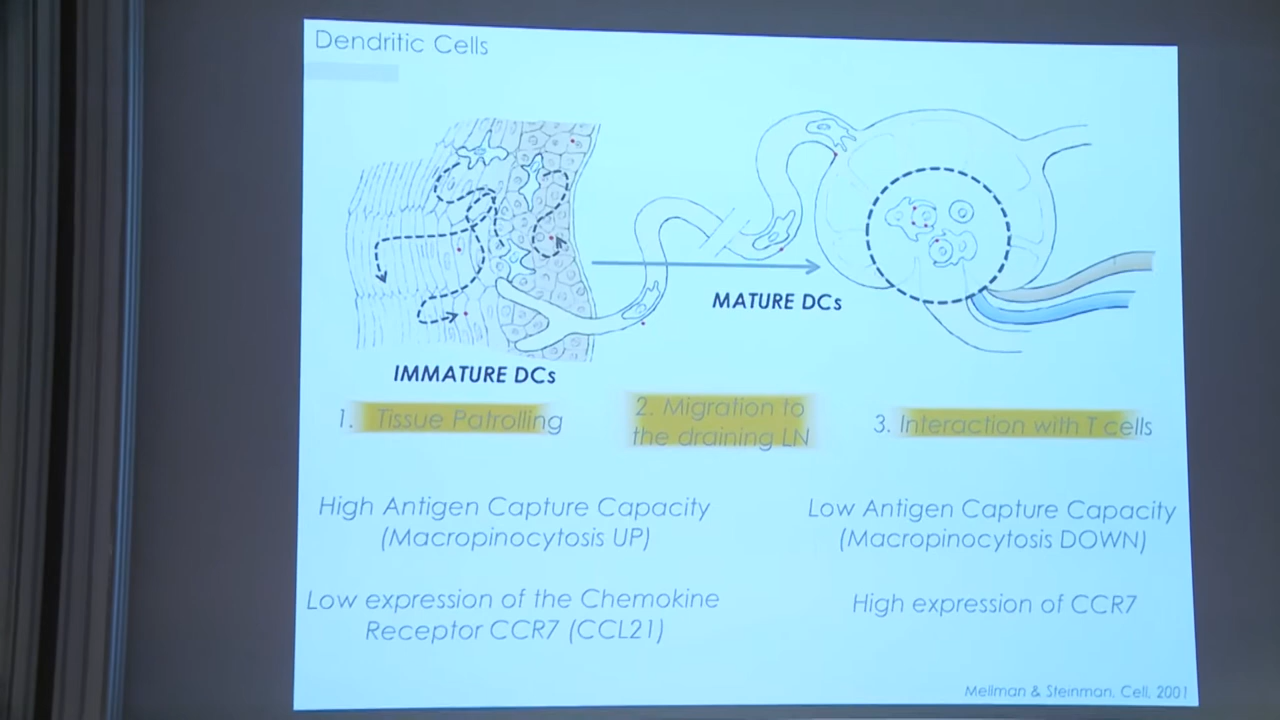 Dendritic Cells
MATURE DCs
IMMATURE DCs
1. Tissue Patrolling
2. Migration to
the draining LN
3. Interaction with T cells
High Antigen Capture Capacity
(Macropinocytosis UP)
Low Antigen Capture Capacity
(Macropinocytosis DOWN)
Low expression of the Chemokine
Receptor CCR7 (CCL21)
High expression of CCR7
Mellman & Steinman, Cell, 2001